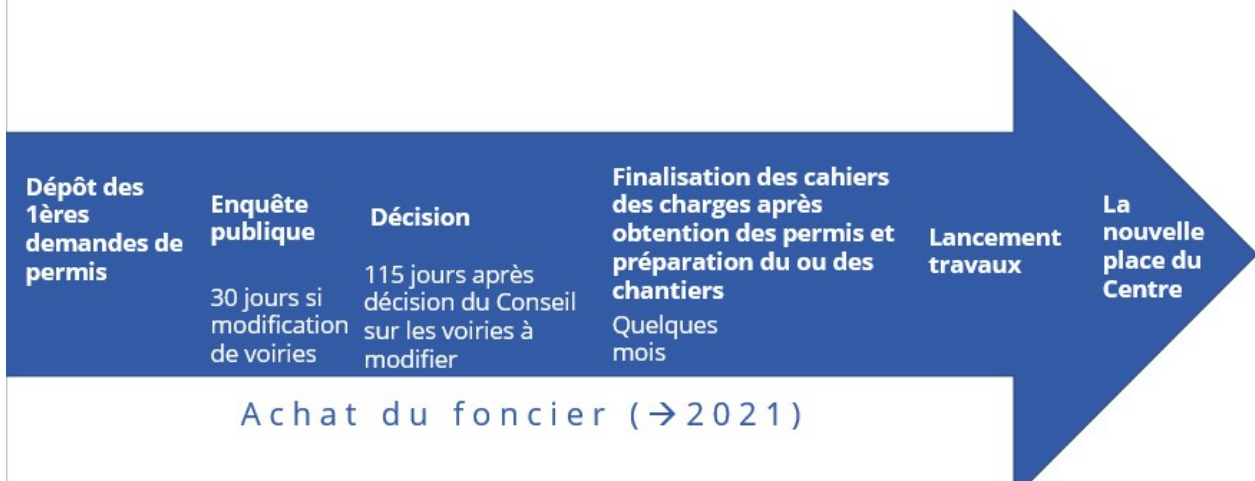 Dépôt des
1ères
demandes de
permis
Enquête
publique
30 jours si
modification
de voiries
Décision
115 jours après
décision du Conseil
sur les voiries à
modifier
Finalisation des cahiers
des charges après
obtention des permis et
préparation du ou des
chantiers
Quelques
mois
Lancement
travaux
La
nouvelle
place du
Centre
Achat du foncier (→2021)